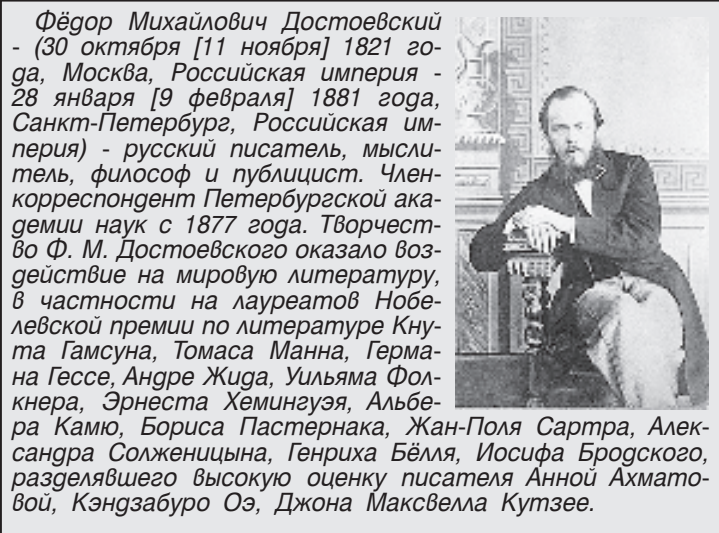 Фёдор Михайлович Достоевский
- (30 октября [11 ноября] 1821 го-
да, Москва, Российская империя -
28 января [9 февраля] 1881 года,
Санкт-Петербург, Российская им-
перия) - русский писатель, мысли-
тель, философ и публицист. Член-
корреспондент Петербургской ака-
демии наук с 1877 года. Творчест-
во Ф. М. Достоевского оказало воз-
действие на мировую литературу,
в частности на лауреатов Нобе-
левской премии по литературе Кну-
та Гамсуна, Томаса Манна, Герма-
на Гессе, Андре Жида, Уильяма Фол-
кнера, Эрнеста Хемингуэя, Альбе-
ра Камю, Бориса Пастернака, Жан-Поля Сартра, Алек-
сандра Солженицына, Генриха Бёлля, Иосифа Бродского,
разделявшего высокую оценку писателя Анной Ахмато-
вой, Кэндзабуро Оэ, Джона Максвелла Кутзее.